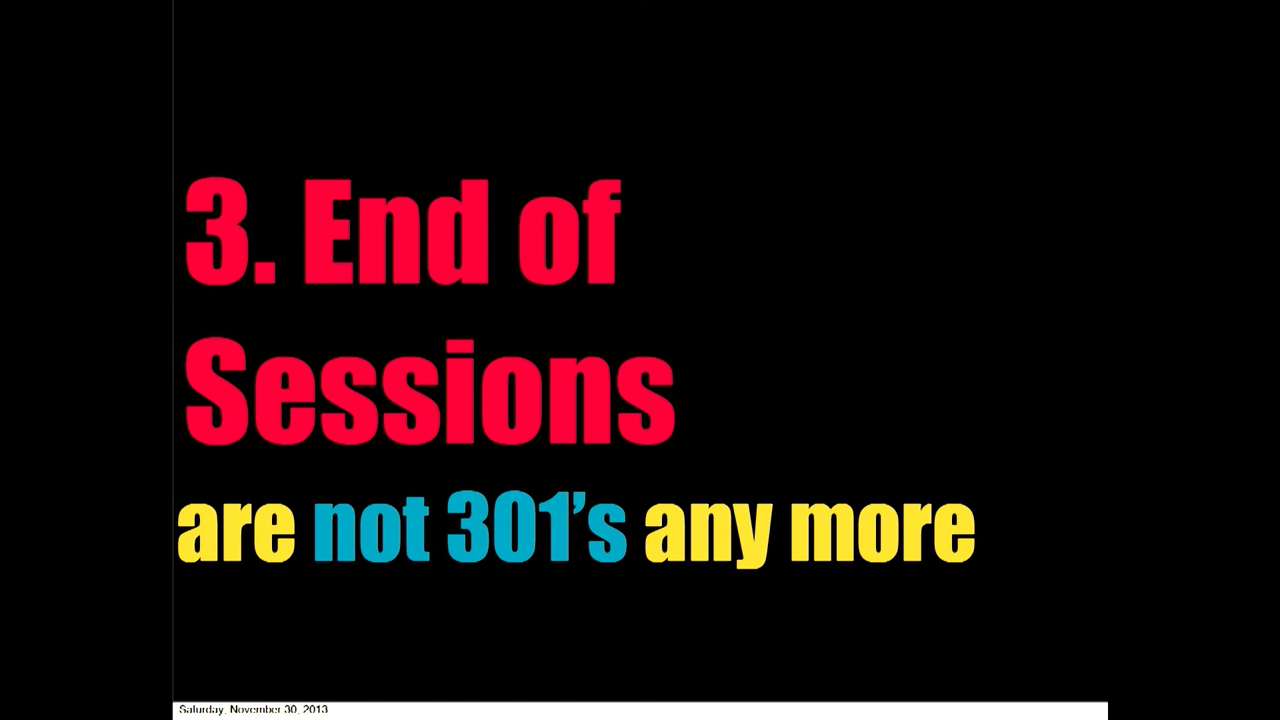 3. End of
Sessions
are not 301’s any more
Saturday, November 30, 2013